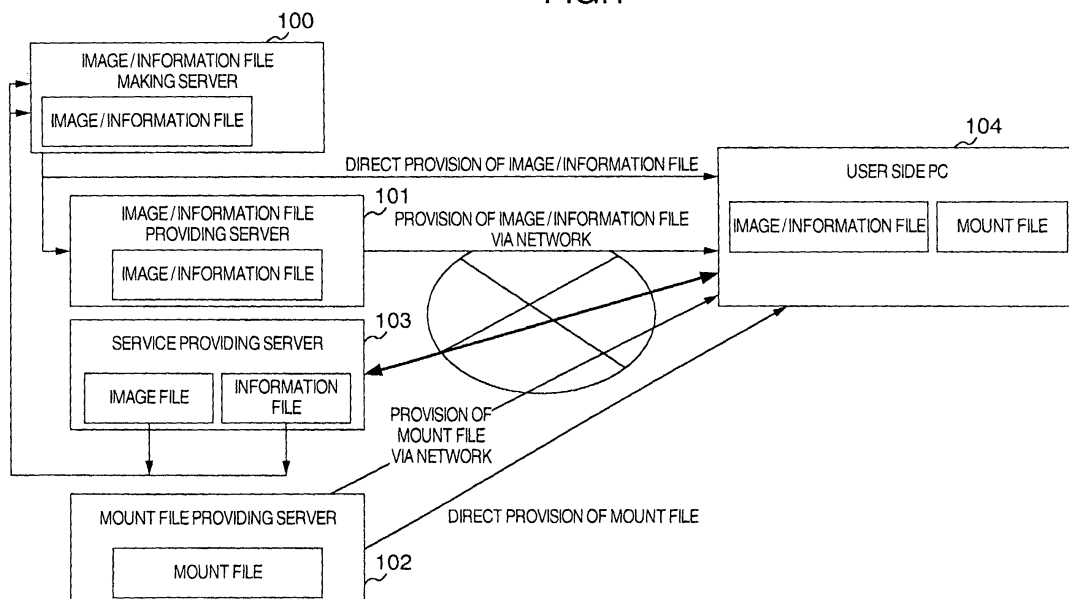 100
IMAGE/INFORMATION FILE
MAKING SERVER
IMAGE/INFORMATION FILE
104
DIRECT PROVISION OF IMAGE/INFORMATION FILE
USER SIDE PC
IMAGE/INFORMATION FILE
MOUNT FILE
101
IMAGE/INFORMATION FILE
PROVIDING SERVER
IMAGE/INFORMATION FILE
PROVISION OF IMAGE/INFORMATION FILE
VIA NETWORK
103
SERVICE PROVIDING SERVER
IMAGE FILE
INFORMATION
FILE
PROVISION OF
MOUNT FILE
VIA NETWORK
MOUNT FILE PROVIDING SERVER
MOUNT FILE
102
DIRECT PROVISION OF MOUNT FILE